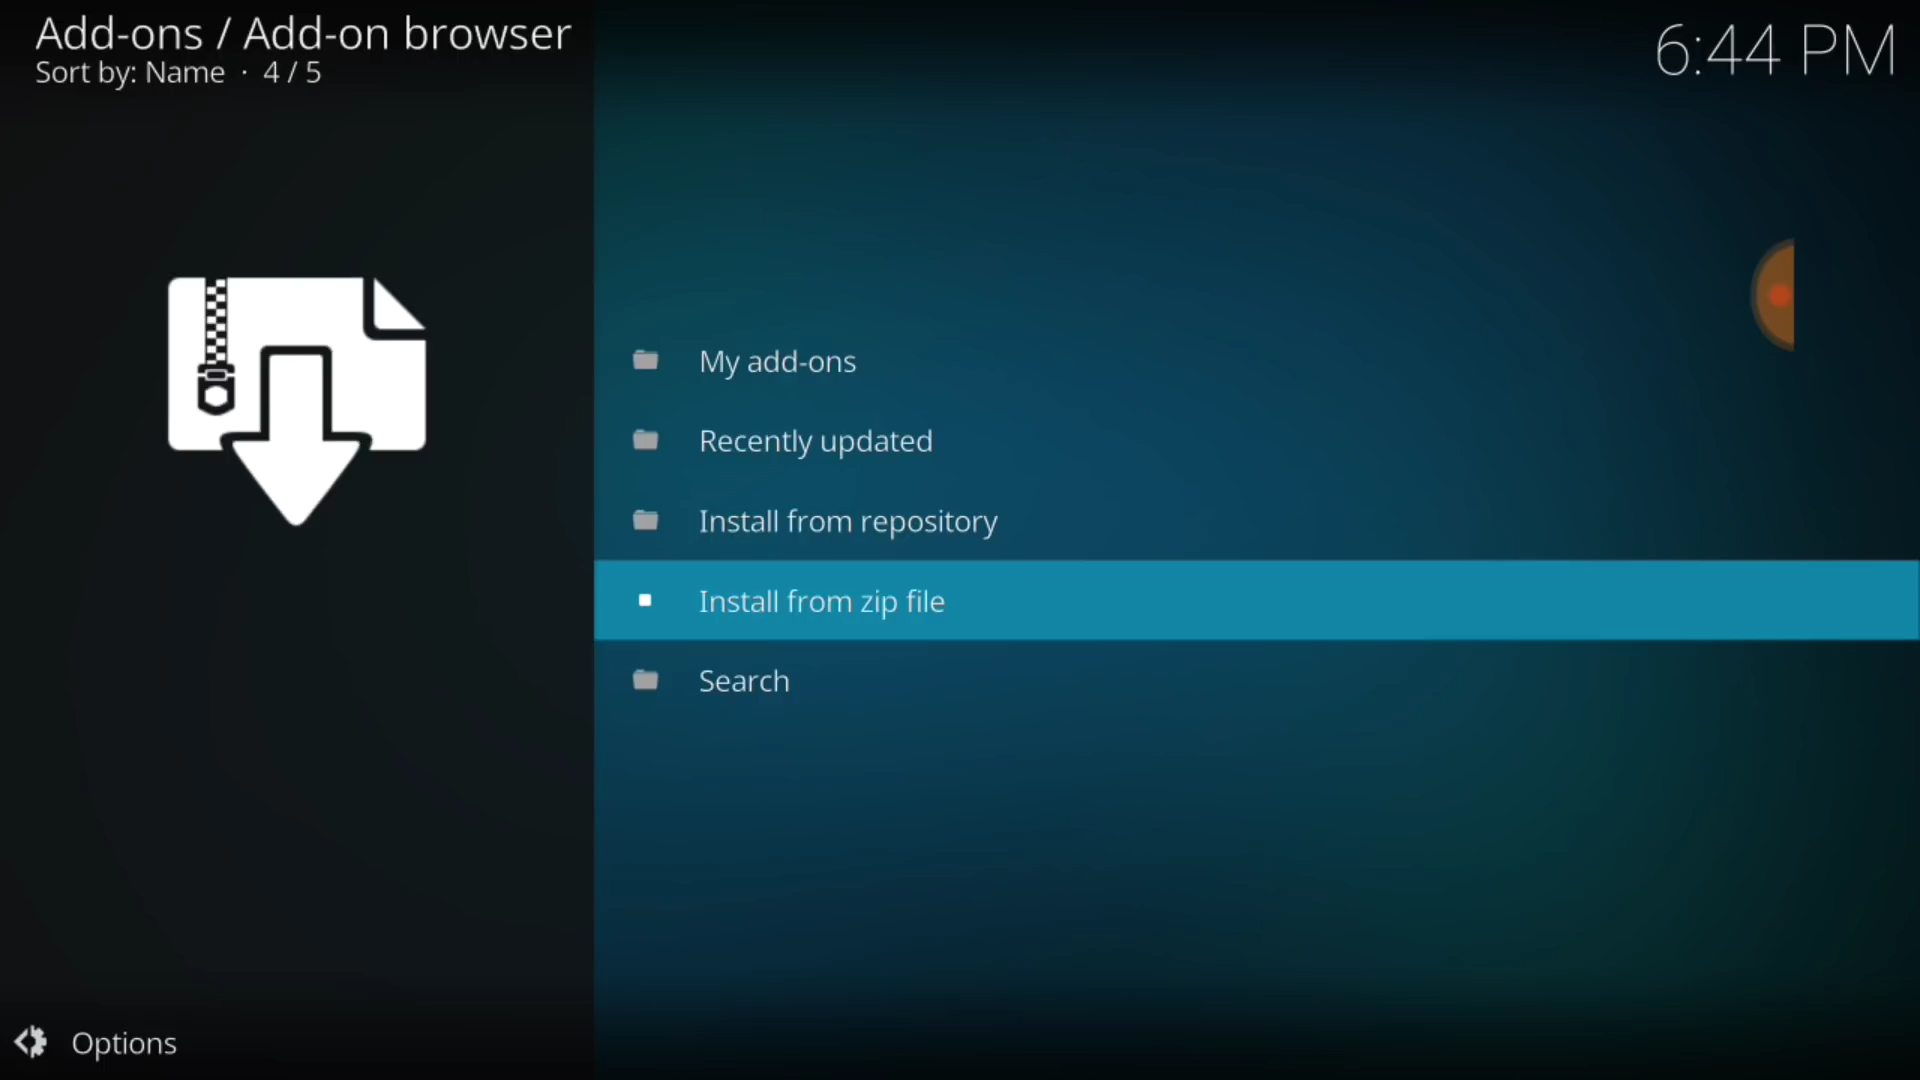 Add-ons / Add-on browser
Sort by: Name · 4 / 5
6:44 PM
My add-ons
Recently updated
Install from repository
Install from zip file
Search
Options